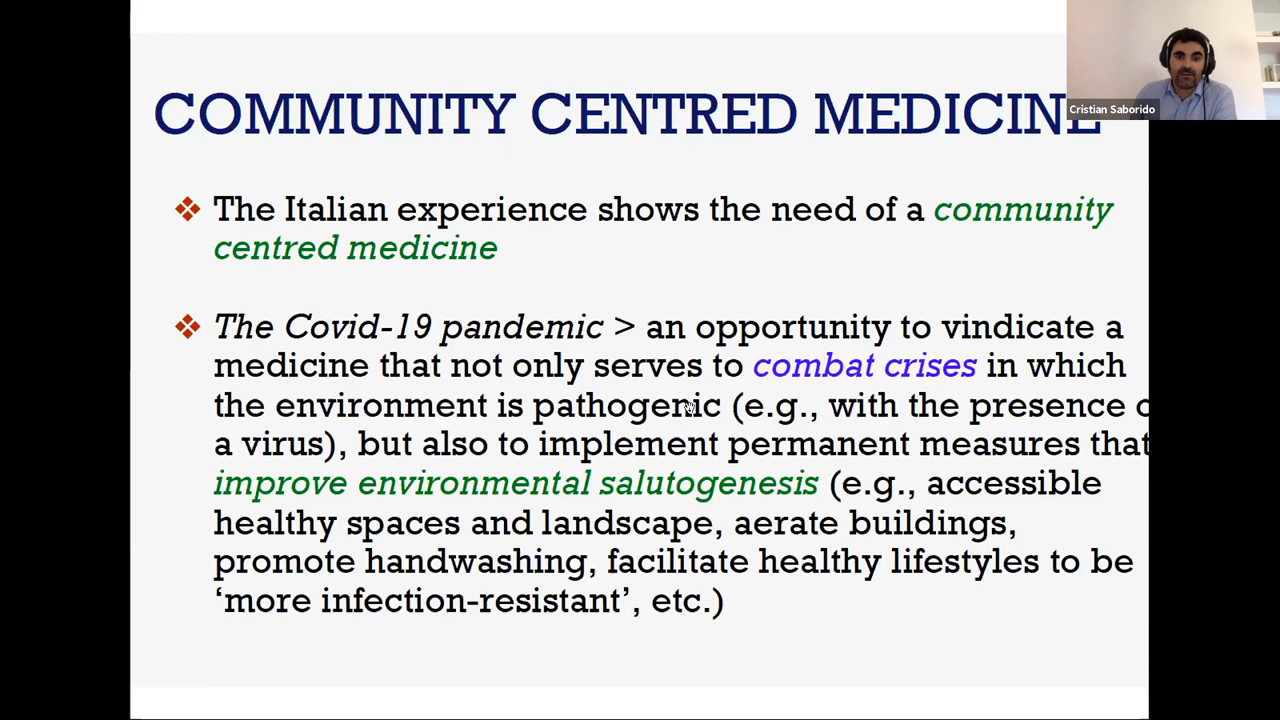 COMMUNITY CENTRED MEDICINE
Cristian Saborido
The Italian experience shows the need of a community
centred medicine
The Covid-19 pandemic > an opportunity to vindicate a
medicine that not only serves to combat crises in which
the environment is pathogenic (e.g., with the presence
a virus), but also to implement permanent measures that
improve environmental salutogenesis (e.g., accessible
healthy spaces and landscape, aerate buildings,
promote handwashing, facilitate healthy lifestyles to be
‘more infection-resistant’, etc.)